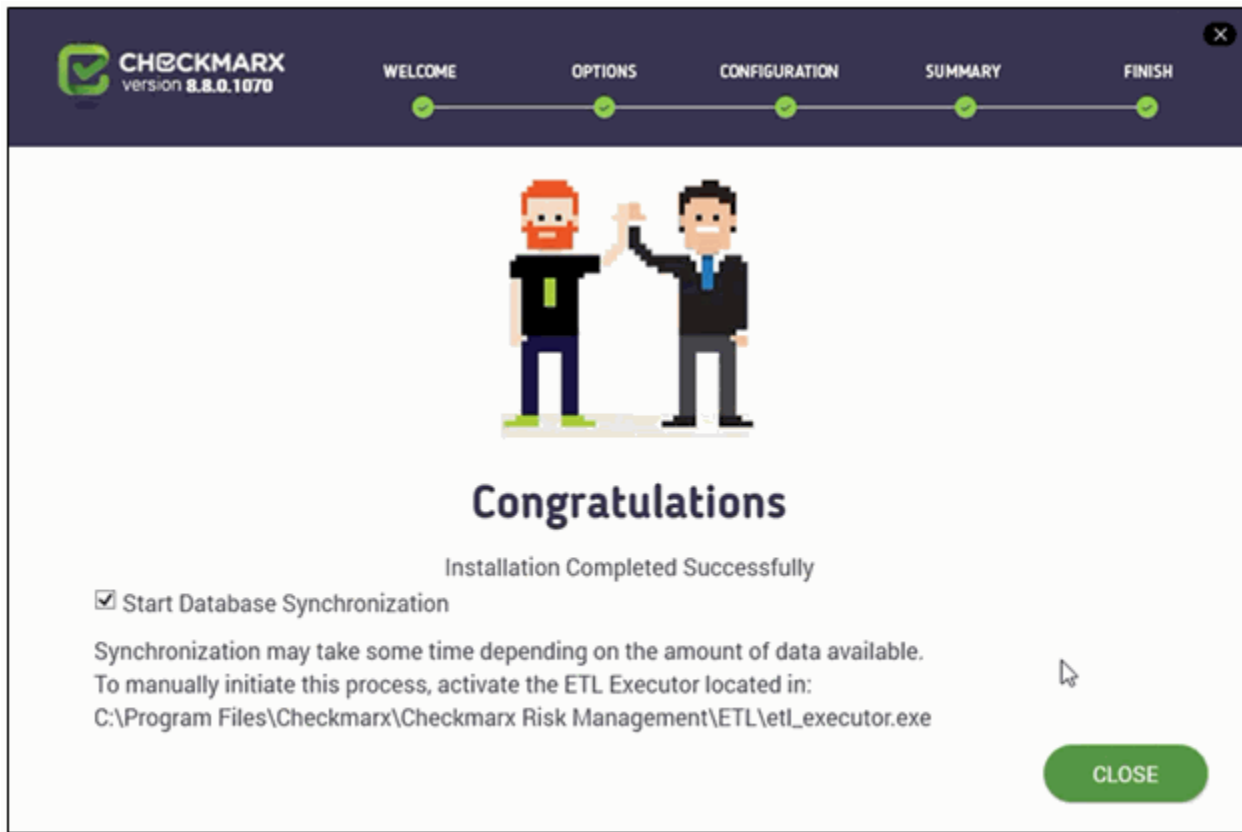 CHECKMARX
version 8.8.0.1070
WELCOME
OPTIONS
CONFIGURATION
SUMMARY
FINISH
Congratulations
Installation Completed Successfully
Start Database Synchronization
Synchronization may take some time depending on the amount of data available.
To manually initiate this process, activate the ETL Executor located in:
C:\Program Files\Checkmarx\Checkmarx Risk Management\ETL\etl_executor.exe
CLOSE